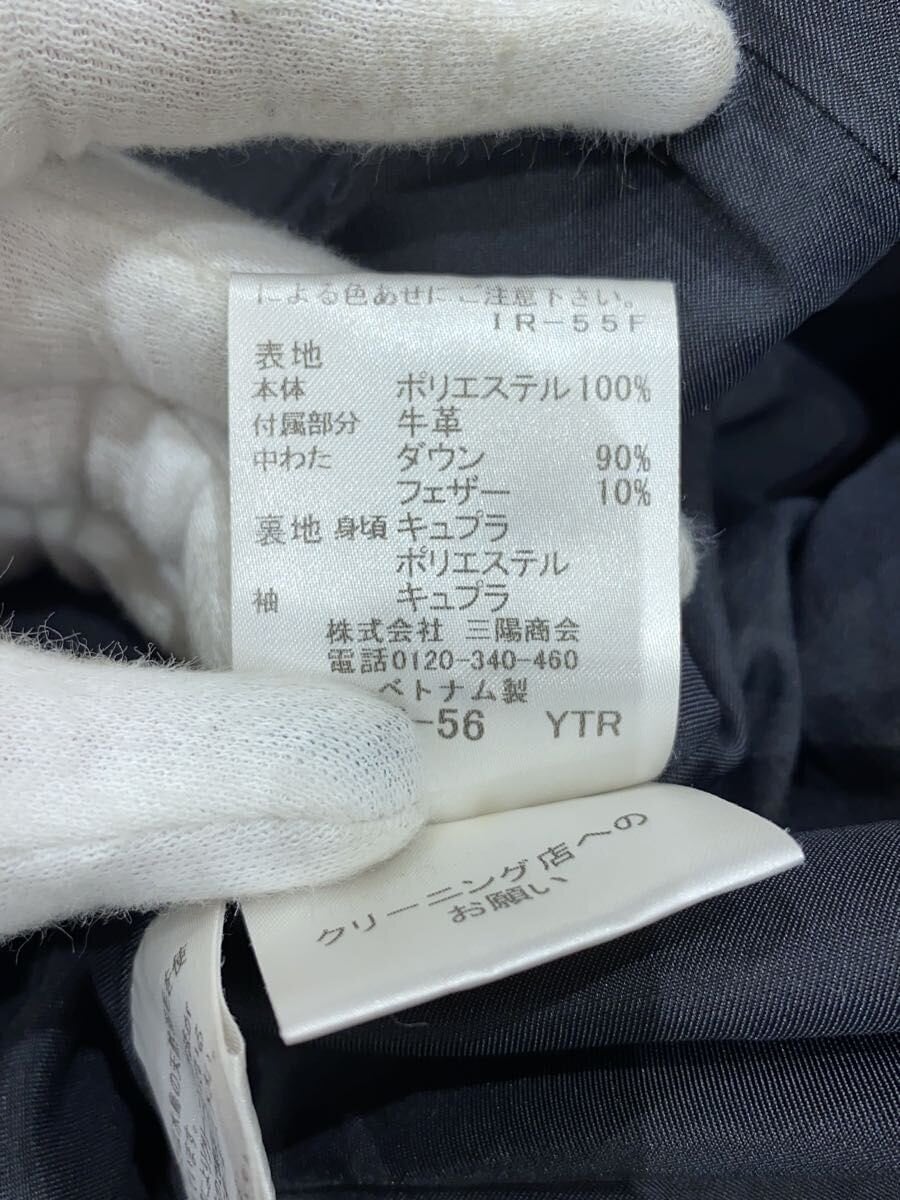 による色あせにご注意下さい。
IR-55F
表地
本体 ポリエステル100%
付属部分 牛革
中わた ダウン 90%
フェザー 10%
裏地 身頃 キュプラ
ポリエステル
袖 キュプラ
株式会社 三陽商会
電話0120-340-460
ベトナム製
-56 YTR
クリーニング店への
お願い